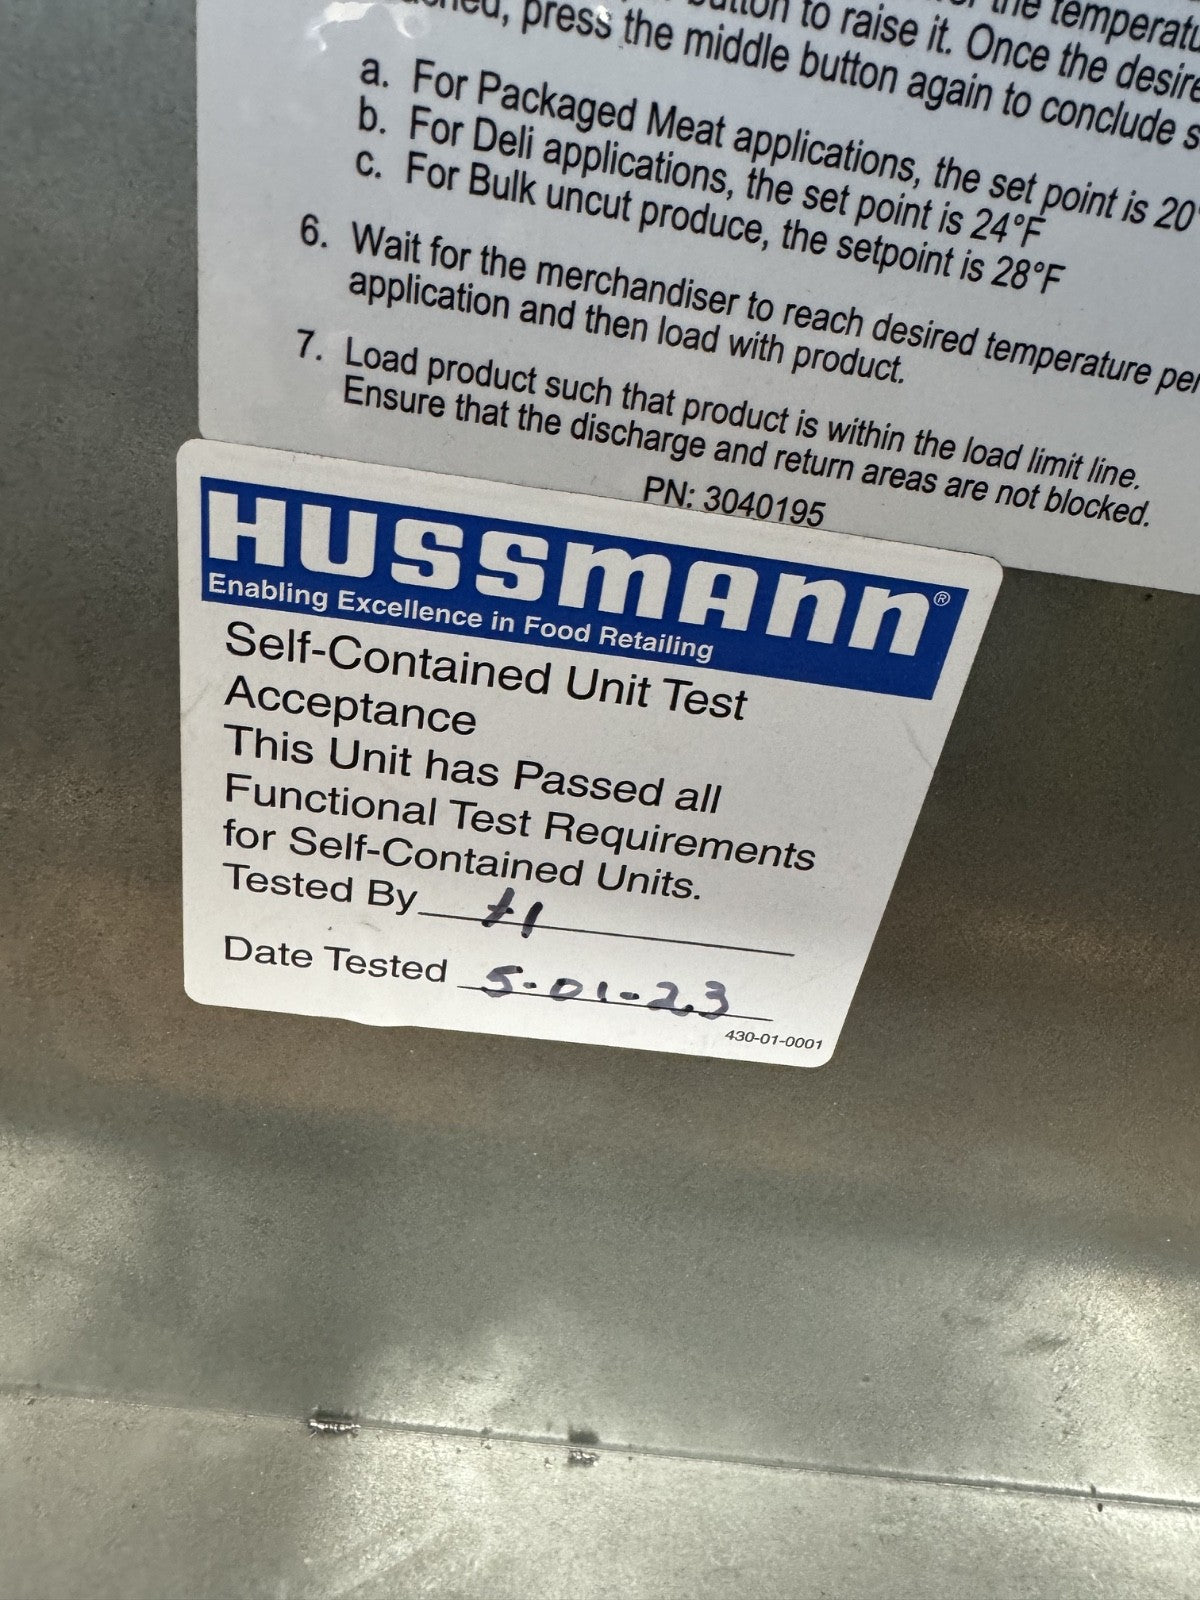 the temperatu
button to raise it. Once the desire
press the middle button again to conclude s
a. For Packaged Meat applications, the set point is 20°
b. For Deli applications, the set point is 24°F
c. For Bulk uncut produce, the setpoint is 28°F
6. Wait for the merchandiser to reach desired temperature per
application and then load with product.
7. Load product such that product is within the load limit line.
Ensure that the discharge and return areas are not blocked.
PN: 3040195
HUSSMANN®
Enabling Excellence in Food Retailing
Self-Contained Unit Test
Acceptance
This Unit has Passed all
Functional Test Requirements
for Self-Contained Units.
Tested By
Date Tested 5-01-23
430-01-0001